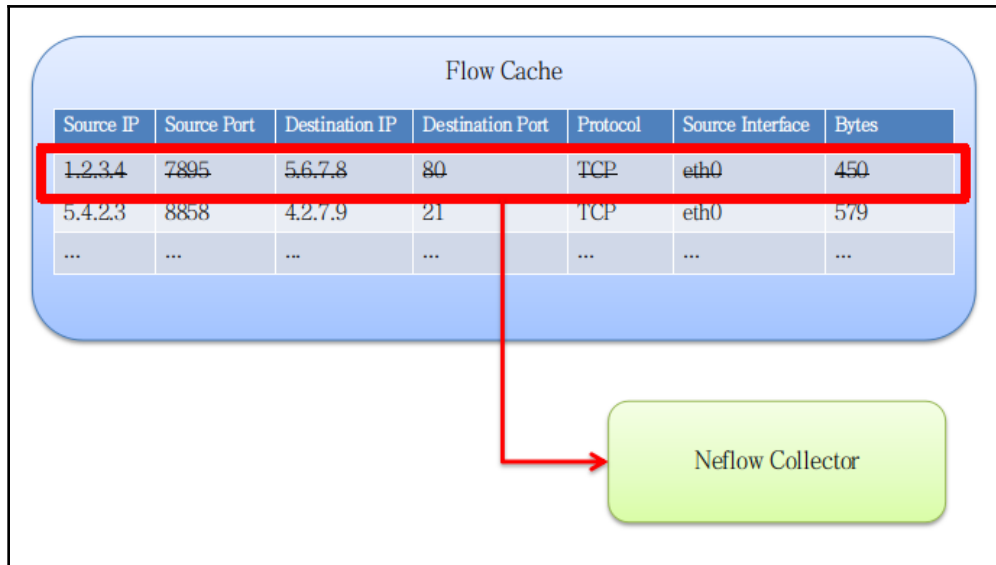 Flow Cache
Source IP Source Port Destination IP Destination Port Protocol Source Interface Bytes
1.2.3.4 7895 5.6.7.8 80 TCP eth0 450
5.4.2.3 8858 4.2.7.9 21 TCP eth0 579
... ... ... ... ... ... ...
Neflow Collector